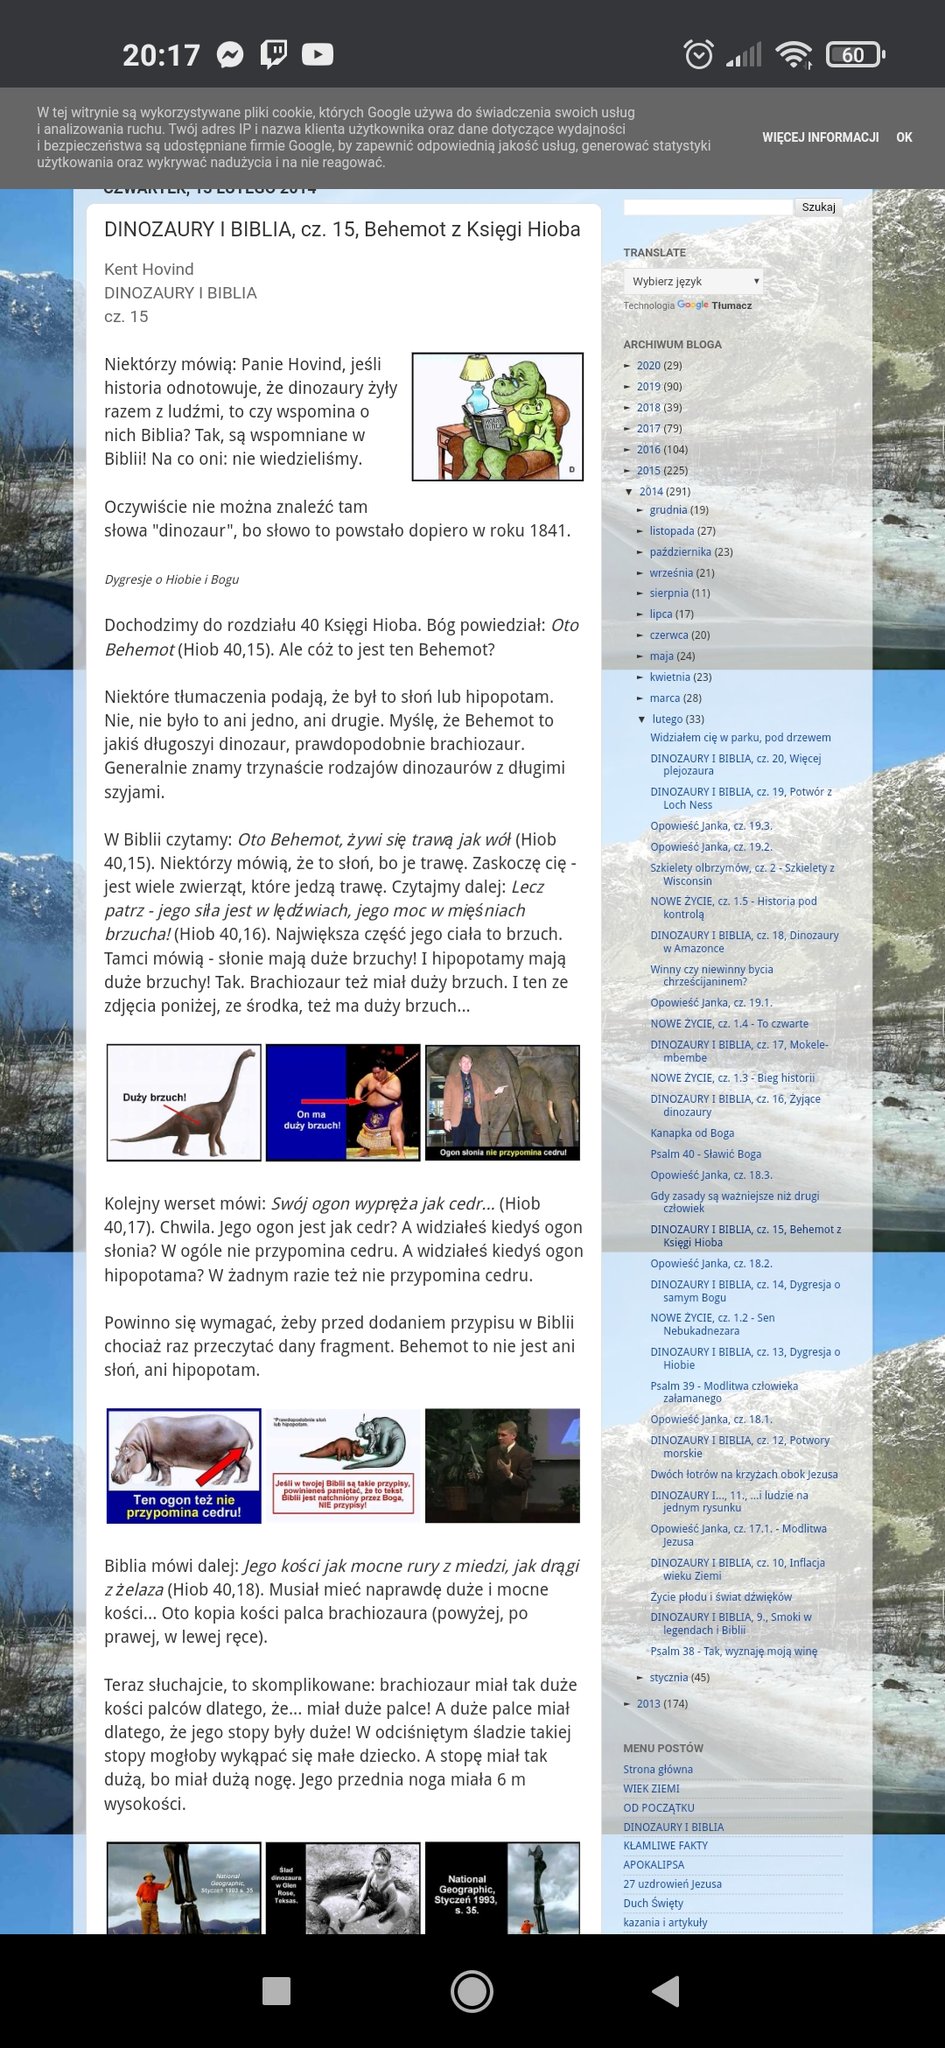 20:17
60
W tej witrynie są wykorzystywane pliki cookie, których Google używa do świadczenia swoich usług
i analizowania ruchu. Twój adres IP i nazwa klienta użytkownika oraz dane dotyczące wydajności
i bezpieczeństwa są udostępniane firmie Google, by zapewnić odpowiednią jakość usług, generować statystyki
użytkowania oraz wykrywać nadużycia i na nie reagować.
WIĘCEJ INFORMACJI OK
CZWARTEK, 13 LUTEGO 2014
DINOZAURY I BIBLIA, cz. 15, Behemot z Księgi Hioba
Kent Hovind
DINOZAURY I BIBLIA
cz. 15
Niektórzy mówią: Panie Hovind, jeśli
historia odnotowuje, że dinozaury żyły
razem z ludźmi, to czy wspomina o
nich Biblia? Tak, są wspomniane w
Biblii! Na co oni: nie wiedzieliśmy.
HOLY BIBLE
D
Oczywiście nie można znaleźć tam
słowa "dinozaur", bo słowo to powstało dopiero w roku 1841.
Dygresje o Hiobie i Bogu
Dochodzimy do rozdziału 40 Księgi Hioba. Bóg powiedział: Oto
Behemot (Hiob 40,15). Ale cóż to jest ten Behemot?
Niektóre tłumaczenia podają, że był to słoń lub hipopotam.
Nie, nie było to ani jedno, ani drugie. Myślę, że Behemot to
jakiś długoszyi dinozaur, prawdopodobnie brachiozaur.
Generalnie znamy trzynaście rodzajów dinozaurów z długimi
szyjami.
W Biblii czytamy: Oto Behemot, żywi się trawą jak wół (Hiob
40,15). Niektórzy mówią, że to słoń, bo je trawę. Zaskoczę cię -
jest wiele zwierząt, które jedzą trawę. Czytajmy dalej: Lecz
patrz - jego siła jest w lędźwiach, jego moc w mięśniach
brzucha! (Hiob 40,16). Największa część jego ciała to brzuch.
Tamci mówią - słonie mają duże brzuchy! I hipopotamy mają
duże brzuchy! Tak. Brachiozaur też miał duży brzuch. I ten ze
zdjęcia poniżej, ze środka, też ma duży brzuch...
Duży brzuch!
On ma
duży brzuch!
Ogon słonia nie przypomina cedru!
Kolejny werset mówi: Swój ogon wypręża jak cedr... (Hiob
40,17). Chwila. Jego ogon jest jak cedr? A widziałeś kiedyś ogon
słonia? W ogóle nie przypomina cedru. A widziałeś kiedyś ogon
hipopotama? W żadnym razie też nie przypomina cedru.
Powinno się wymagać, żeby przed dodaniem przypisu w Biblii
chociaż raz przeczytać dany fragment. Behemot to nie jest ani
słoń, ani hipopotam.
Ten ogon też nie
przypomina cedru!
*Prawdopodobnie słoń
lub hipopotam.
Jeśli w twojej Biblii są takie przypisy,
powinieneś pamiętać, że to tekst
Biblii jest natchniony przez Boga,
NIE przypisy!
Biblia mówi dalej: Jego kości jak mocne rury z miedzi, jak drągi
z żelaza (Hiob 40,18). Musiał mieć naprawdę duże i mocne
kości... Oto kopia kości palca brachiozaura (powyżej, po
prawej, w lewej ręce).
Teraz słuchajcie, to skomplikowane: brachiozaur miał tak duże
kości palców dlatego, że... miał duże palce! A duże palce miał
dlatego, że jego stopy były duże! W odciśniętym śladzie takiej
stopy mogłoby wykąpać się małe dziecko. A stopę miał tak
dużą, bo miał dużą nogę. Jego przednia noga miała 6 m
wysokości.
National
Geographic,
Styczeń 1993 s. 35
Ślad
dinozaura
w Glen
Rose,
Teksas.
National
Geographic,
Styczeń 1993,
s. 35.
Szukaj
TRANSLATE
Wybierz język
Technologia Google Tłumacz
ARCHIWUM BLOGA
► 2020 (29)
► 2019 (90)
► 2018 (39)
► 2017 (79)
► 2016 (104)
► 2015 (225)
▼ 2014 (291)
► grudnia (19)
► listopada (27)
► października (23)
► września (21)
► sierpnia (11)
► lipca (17)
► czerwca (20)
► maja (24)
► kwietnia (23)
► marca (28)
▼ lutego (33)
Widziałem cię w parku, pod drzewem
DINOZAURY I BIBLIA, cz. 20, Więcej
plejozaura
DINOZAURY I BIBLIA, cz. 19, Potwór z
Loch Ness
Opowieść Janka, cz. 19.3.
Opowieść Janka, cz. 19.2.
Szkielety olbrzymów, cz. 2 - Szkielety z
Wisconsin
NOWE ŻYCIE, cz. 1.5 - Historia pod
kontrolą
DINOZAURY I BIBLIA, cz. 18, Dinozaury
w Amazonce
Winny czy niewinny bycia
chrześcijaninem?
Opowieść Janka, cz. 19.1.
NOWE ŻYCIE, cz. 1.4 - To czwarte
DINOZAURY I BIBLIA, cz. 17, Mokele-
mbembe
NOWE ŻYCIE, cz. 1.3 - Bieg historii
DINOZAURY I BIBLIA, cz. 16, Żyjące
dinozaury
Kanapka od Boga
Psalm 40 - Sławić Boga
Opowieść Janka, cz. 18.3.
Gdy zasady są ważniejsze niż drugi
człowiek
DINOZAURY I BIBLIA, cz. 15, Behemot z
Księgi Hioba
Opowieść Janka, cz. 18.2.
DINOZAURY I BIBLIA, cz. 14, Dygresja o
samym Bogu
NOWE ŻYCIE, cz. 1.2 - Sen
Nebukadnezara
DINOZAURY I BIBLIA, cz. 13, Dygresja o
Hiobie
Psalm 39 - Modlitwa człowieka
załamanego
Opowieść Janka, cz. 18.1.
DINOZAURY I BIBLIA, cz. 12, Potwory
morskie
Dwóch łotrów na krzyżach obok Jezusa
DINOZAURY I..., 11., ...i ludzie na
jednym rysunku
Opowieść Janka, cz. 17.1. - Modlitwa
Jezusa
DINOZAURY I BIBLIA, cz. 10, Inflacja
wieku Ziemi
Życie płodu i świat dźwięków
DINOZAURY I BIBLIA, 9., Smoki w
legendach i Biblii
Psalm 38 - Tak, wyznaję moją winę
► stycznia (45)
► 2013 (174)
MENU POSTÓW
Strona główna
WIEK ZIEMI
OD POCZĄTKU
DINOZAURY I BIBLIA
KŁAMLIWE FAKTY
APOKALIPSA
27 uzdrowień Jezusa
Duch Święty
kazania i artykuły